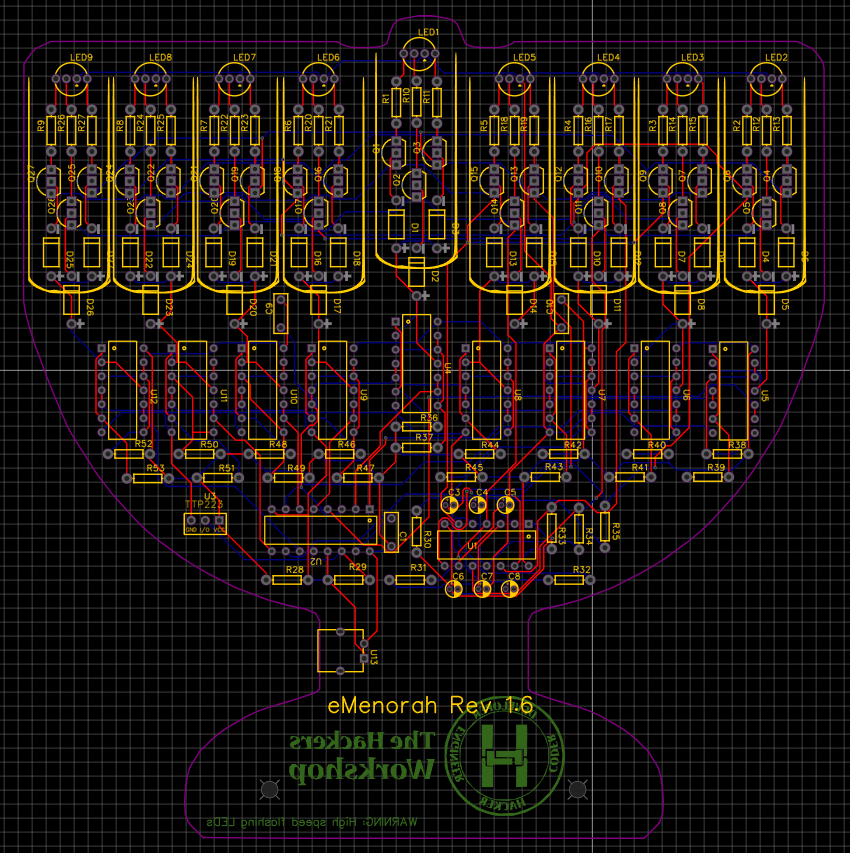 LED1
LED9 LED8 LED7 LED6 LED5 LED4 LED3 LED2
R1 R10 R11
R9 R26 R27 R8 R24 R25 R7 R22 R23 R6 R20 R21 R5 R18 R19 R4 R16 R17 R3 R14 R15 R2 R12 R13
Q1 Q3
Q27 Q25 Q24 Q22 Q21 Q19 Q18 Q16 Q15 Q13 Q12 Q10 Q9 Q7 Q6 Q4
Q2
Q26 Q23 Q20 Q17 Q14 Q11 Q8 Q5
D1 D3
D25 D22 D24 D19 D16 D18 D13 D10 D7 D4
D2
D26 D23 D20 D17 D14 D11 D8 D5
C9
U4
U12 U11 U10 U9 U8 U7 U6 U5
R36
R37
R52 R50 R48 R46 R44 R42 R40 R38
R53 R51 R49 R47 R45 R43 R41 R39
U3
TTP223
GND I/O VCC
C3 C4 C5
C1 R30 U1 R33 R34 R35
U2
R28 R29 R31 R32
C6 C7 C8
U13
eMenorah Rev 1.6
The Hackers
Workshop
ENGINEER
CODER
HACKER
WARNING: High speed flashing LEDs